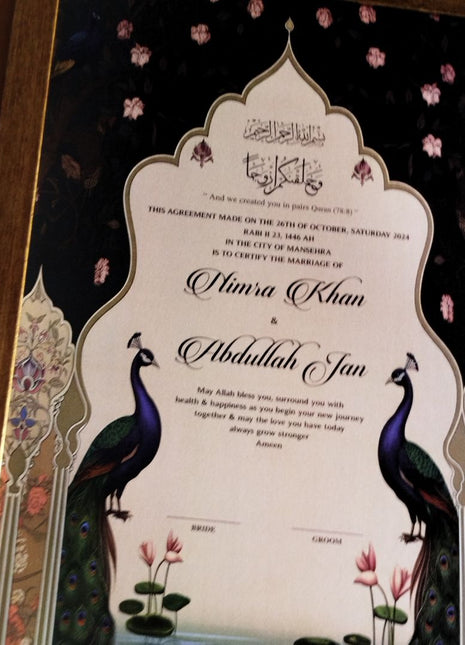 بسم الله الرحمن الرحيم
وخلقنكم ازوجا
" And we created you in pairs Quran (78:8) "
THIS AGREEMENT MADE ON THE 26TH OF OCTOBER, SATURDAY 2024
RABI II 23, 1446 AH
IN THE CITY OF MANSEHRA
IS TO CERTIFY THE MARRIAGE OF
Nimra Khan
&
Abdullah Jan
May Allah bless you, surround you with
health & happiness as you begin your new journey
together & may the love you have today
always grow stronger
Ameen
BRIDE
GROOM